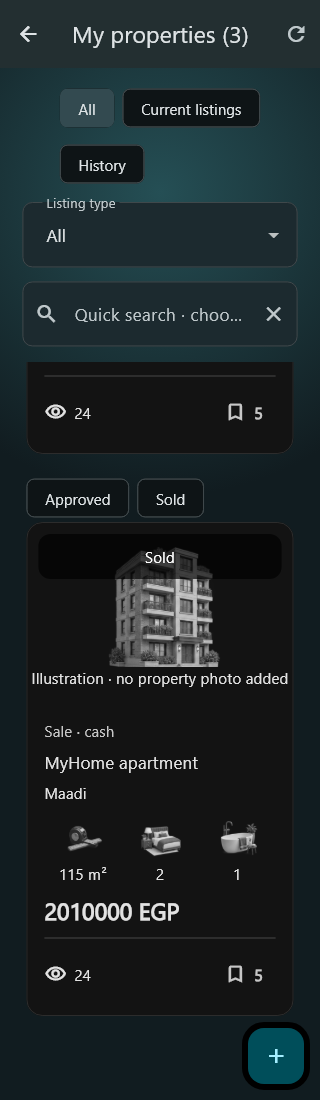 My properties (3)
All
Current listings
History
Listing type
All
Quick search · choo...
24
5
Approved
Sold
Sold
Illustration · no property photo added
Sale · cash
MyHome apartment
Maadi
115 m²
2
1
2010000 EGP
24
5